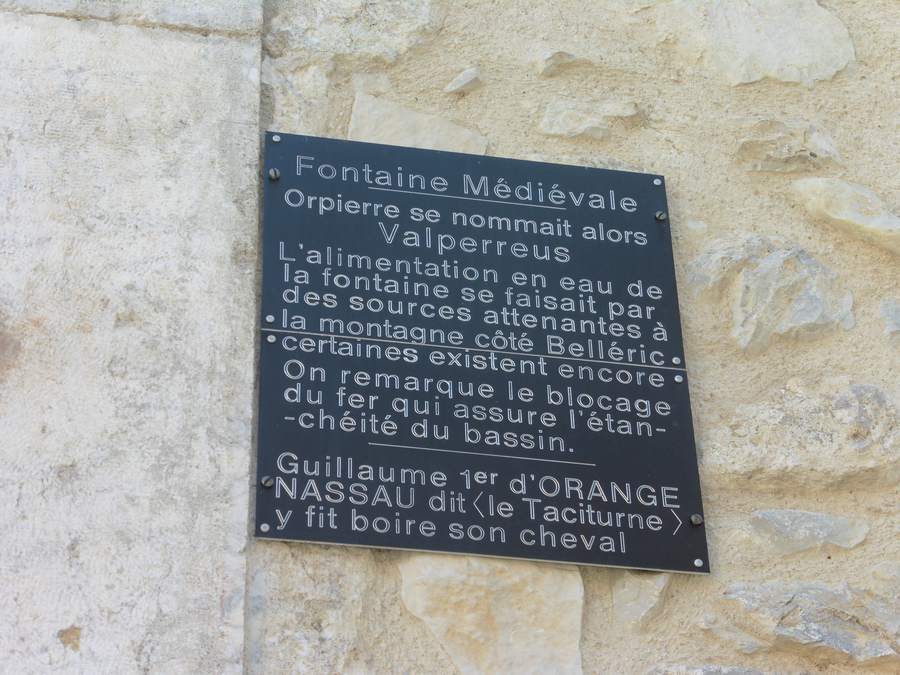 Fontaine Médiévale
Orpierre se nommait alors
Valperreus
L'alimentation en eau de
la fontaine se faisait par
des sources attenantes à
la montagne côté Belléric
certaines existent encore
On remarque le blocage
du fer qui assure l'étan-
-chéité du bassin.
Guillaume 1er d'ORANGE
NASSAU dit <le Taciturne>
y fit boire son cheval